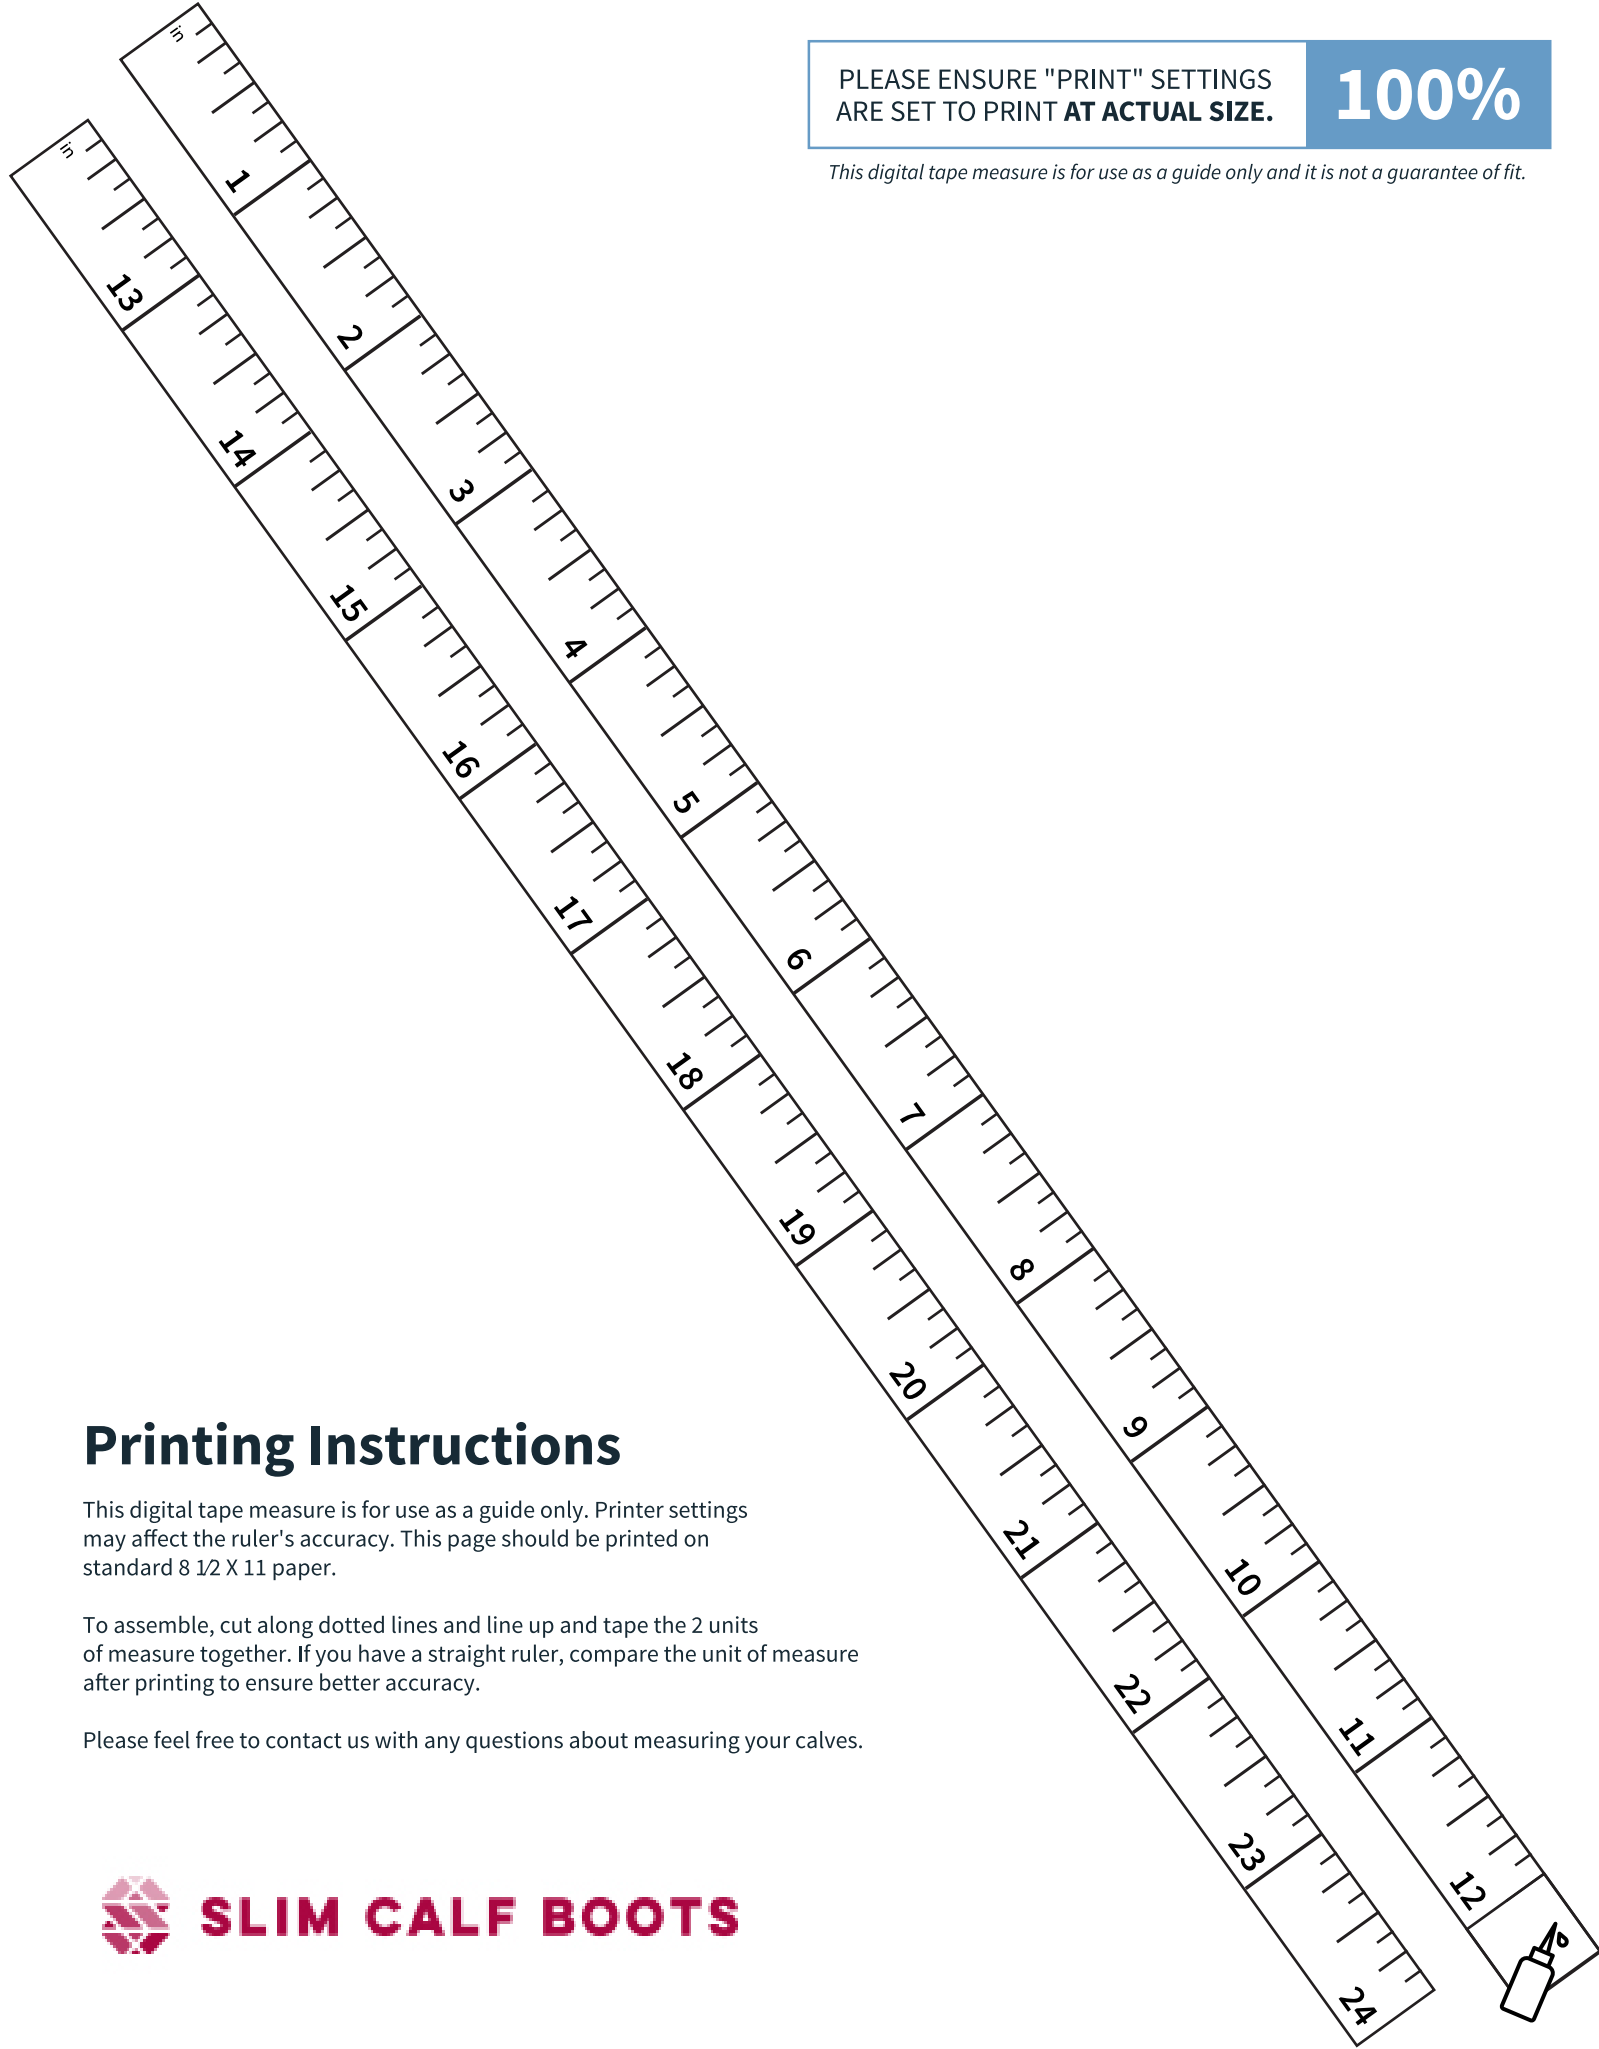 PLEASE ENSURE "PRINT" SETTINGS
ARE SET TO PRINT AT ACTUAL SIZE.
100%
This digital tape measure is for use as a guide only and it is not a guarantee of fit.
in
1
2
3
4
5
6
7
8
9
10
11
12
in
13
14
15
16
17
18
19
20
21
22
23
24
Printing Instructions
This digital tape measure is for use as a guide only. Printer settings
may affect the ruler's accuracy. This page should be printed on
standard 8 1/2 X 11 paper.
To assemble, cut along dotted lines and line up and tape the 2 units
of measure together. If you have a straight ruler, compare the unit of measure
after printing to ensure better accuracy.
Please feel free to contact us with any questions about measuring your calves.
SLIM CALF BOOTS